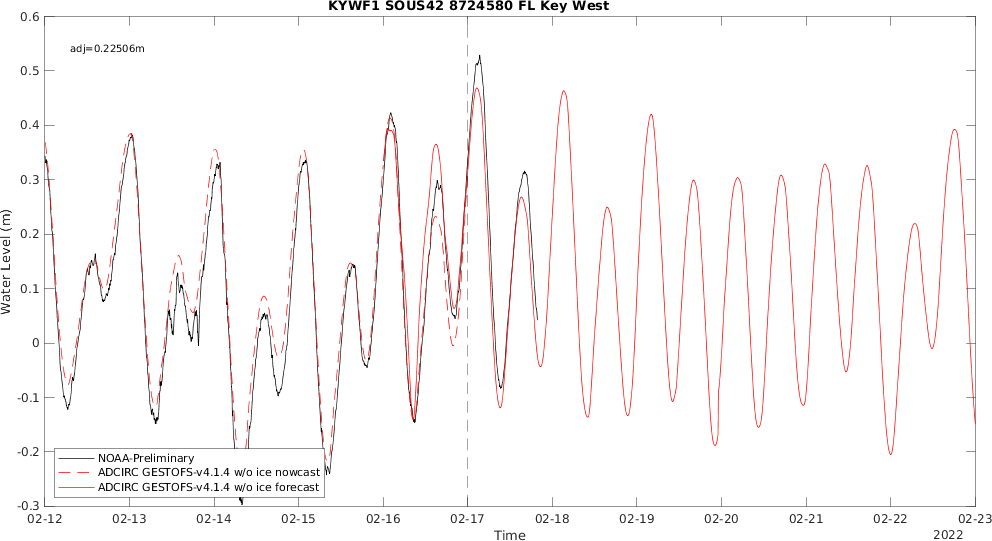 KYWF1 SOUS42 8724580 FL Key West
adj=0.22506m
Water Level (m)
0.6
0.5
0.4
0.3
0.2
0.1
0
-0.1
-0.2
-0.3
NOAA-Preliminary
ADCIRC GESTOFS-v4.1.4 w/o ice nowcast
ADCIRC GESTOFS-v4.1.4 w/o ice forecast
02-12 02-13 02-14 02-15 02-16 02-17 02-18 02-19 02-20 02-21 02-22 02-23
Time
2022